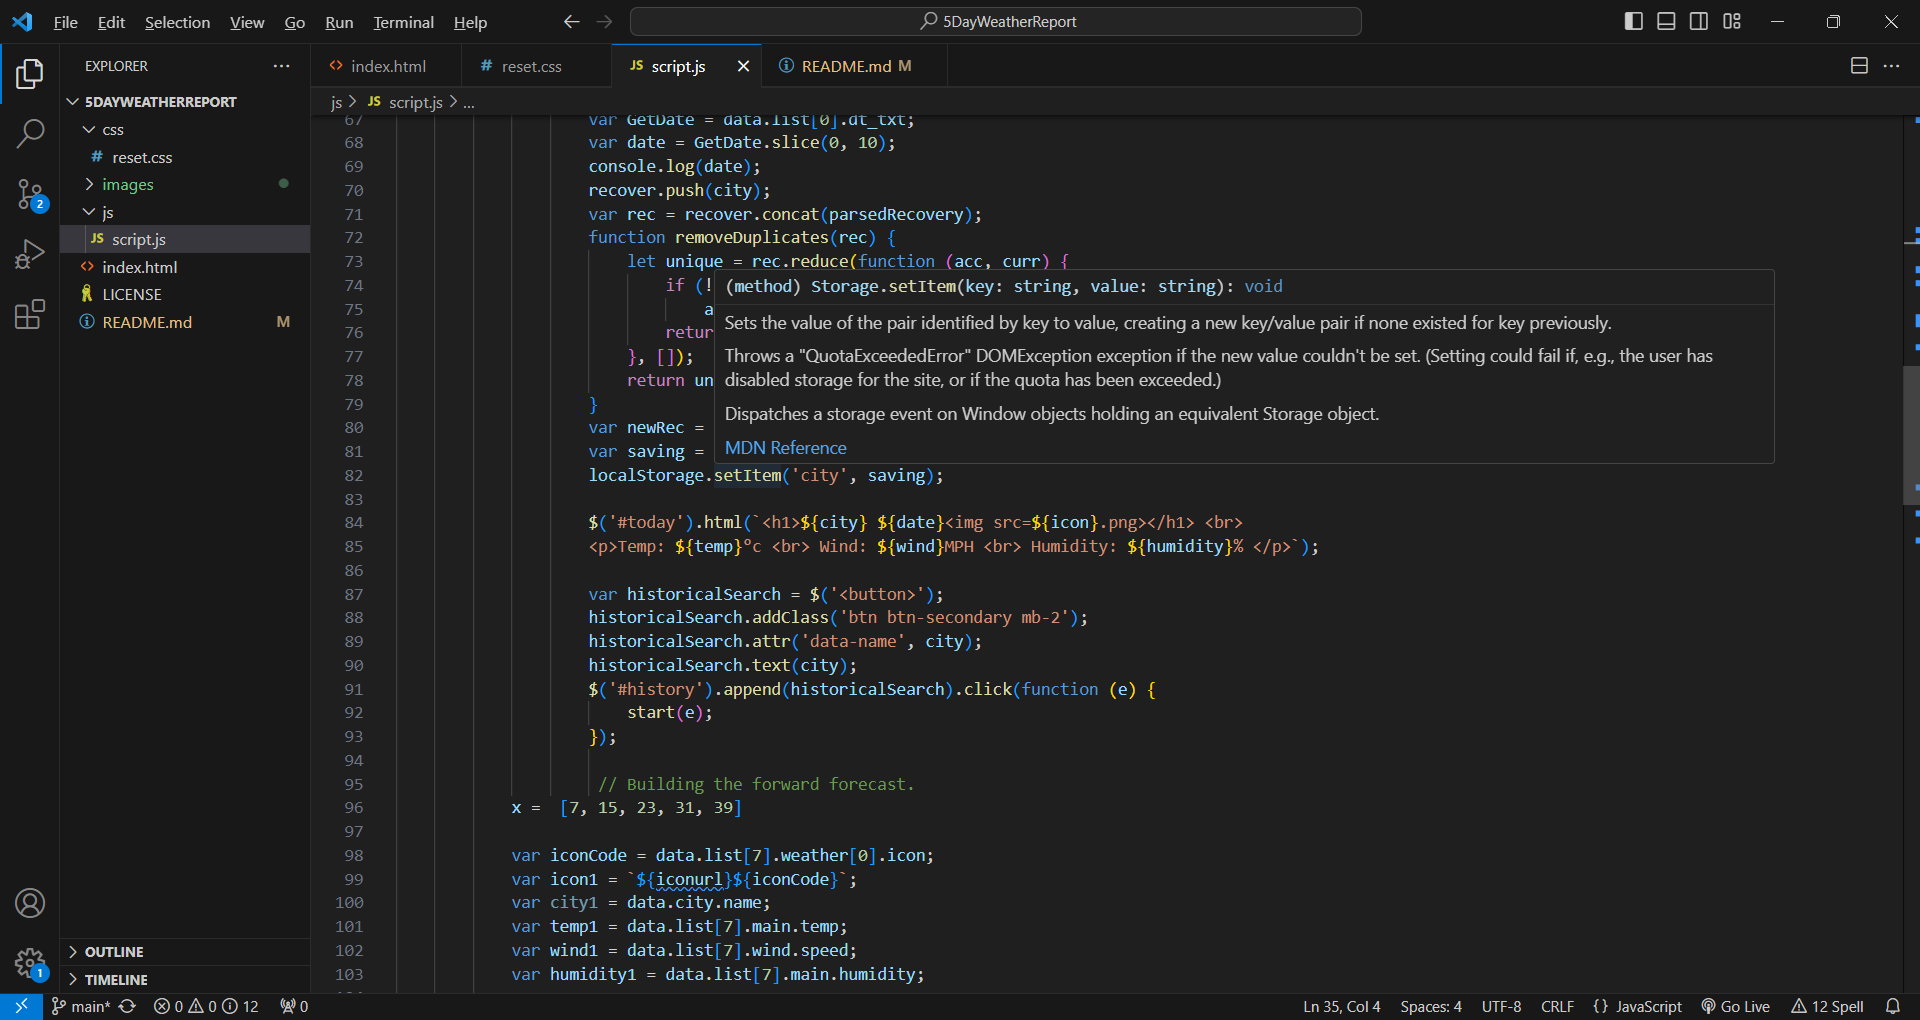 File Edit Selection View Go Run Terminal Help
5DayWeatherReport
EXPLORER
index.html
reset.css
JS script.js
README.md M
5DAYWEATHERREPORT
css
# reset.css
images
js
JS script.js
<> index.html
LICENSE
README.md M
2
OUTLINE
TIMELINE
1
js > JS script.js > ...
67 var GetDate = data.list[0].dt_txt;
68 var date = GetDate.slice(0, 10);
69 console.log(date);
70 recover.push(city);
71 var rec = recover.concat(parsedRecovery);
72 function removeDuplicates(rec) {
73 let unique = rec.reduce(function (acc, curr) {
74 if (!
75 a
76 retur
77 }, []);
78 return un
79 }
80 var newRec =
81 var saving =
(method) Storage.setItem(key: string, value: string): void
Sets the value of the pair identified by key to value, creating a new key/value pair if none existed for key previously.
Throws a "QuotaExceededError" DOMException exception if the new value couldn't be set. (Setting could fail if, e.g., the user has
disabled storage for the site, or if the quota has been exceeded.)
Dispatches a storage event on Window objects holding an equivalent Storage object.
MDN Reference
82 localStorage.setItem('city', saving);
83
84 $('#today').html(`<h1>${city} ${date}<img src=${icon}.png></h1> <br>
85 <p>Temp: ${temp}°c <br> Wind: ${wind}MPH <br> Humidity: ${humidity}% </p>`);
86
87 var historicalSearch = $('<button>');
88 historicalSearch.addClass('btn btn-secondary mb-2');
89 historicalSearch.attr('data-name', city);
90 historicalSearch.text(city);
91 $('#history').append(historicalSearch).click(function (e) {
92 start(e);
93 });
94
95 // Building the forward forecast.
96 x = [7, 15, 23, 31, 39]
97
98 var iconCode = data.list[7].weather[0].icon;
99 var icon1 = `${iconurl}${iconCode}`;
100 var city1 = data.city.name;
101 var temp1 = data.list[7].main.temp;
102 var wind1 = data.list[7].wind.speed;
103 var humidity1 = data.list[7].main.humidity;
main* 0 0 12 0 Ln 35, Col 4 Spaces: 4 UTF-8 CRLF {} JavaScript Go Live 12 Spell